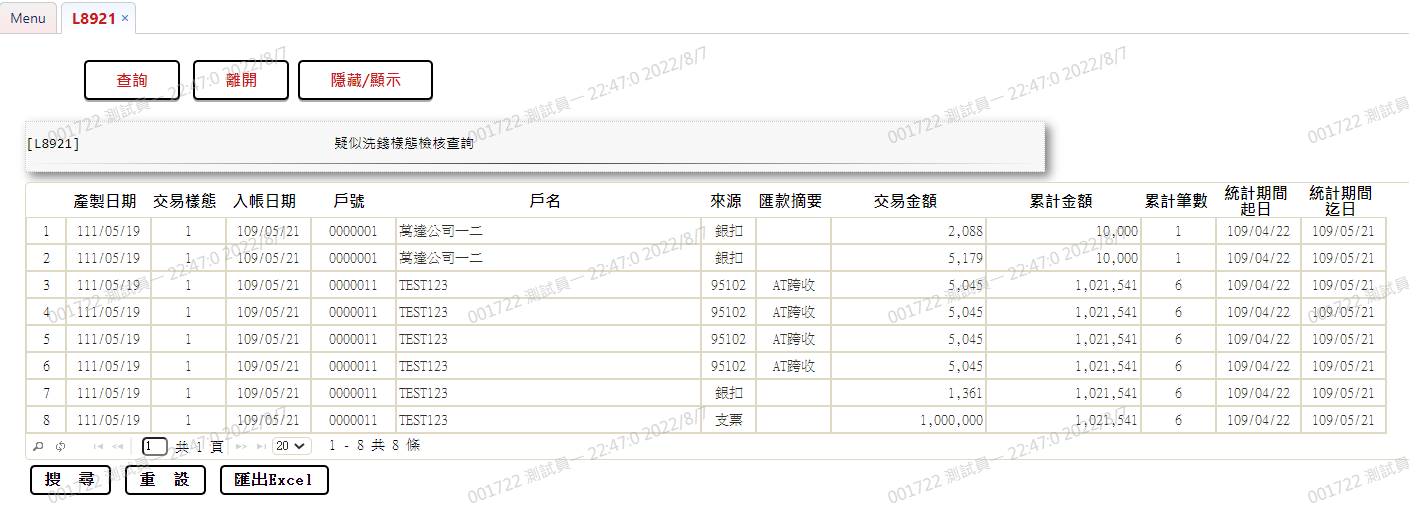 Menu L8921 ×
查詢 離開 隱藏/顯示
[L8921] 疑似洗錢樣態檢核查詢
產製日期 交易樣態 入帳日期 戶號 戶名 來源 匯款摘要 交易金額 累計金額 累計筆數 統計期間起日 統計期間迄日
1 111/05/19 1 109/05/21 0000001 萬達公司一二 銀扣 2,088 10,000 1 109/04/22 109/05/21
2 111/05/19 1 109/05/21 0000001 萬達公司一二 銀扣 5,179 10,000 1 109/04/22 109/05/21
3 111/05/19 1 109/05/21 0000011 TEST123 95102 AT跨收 5,045 1,021,541 6 109/04/22 109/05/21
4 111/05/19 1 109/05/21 0000011 TEST123 95102 AT跨收 5,045 1,021,541 6 109/04/22 109/05/21
5 111/05/19 1 109/05/21 0000011 TEST123 95102 AT跨收 5,045 1,021,541 6 109/04/22 109/05/21
6 111/05/19 1 109/05/21 0000011 TEST123 95102 AT跨收 5,045 1,021,541 6 109/04/22 109/05/21
7 111/05/19 1 109/05/21 0000011 TEST123 銀扣 1,361 1,021,541 6 109/04/22 109/05/21
8 111/05/19 1 109/05/21 0000011 TEST123 支票 1,000,000 1,021,541 6 109/04/22 109/05/21
1 共 1 頁 20 1 - 8 共 8 條
搜 尋 重 設 匯出Excel
001722 測試員一 22:47:0 2022/8/7